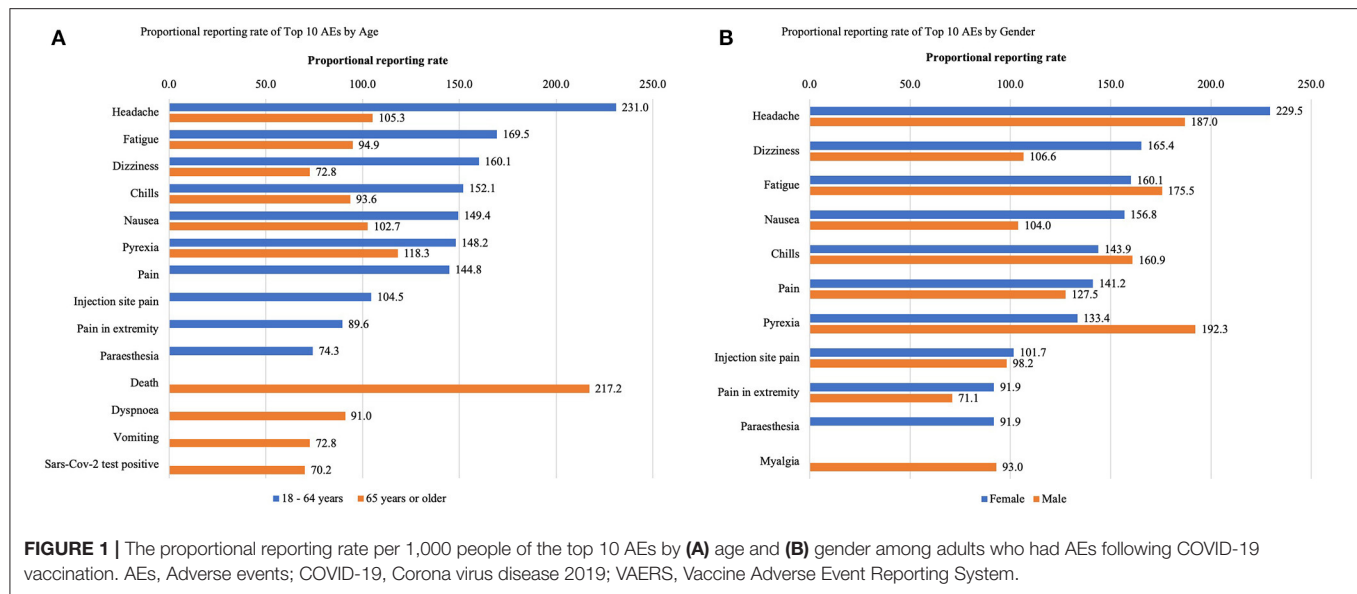 A
Proportional reporting rate of Top 10 AEs by Age
Proportional reporting rate
0.0 50.0 100.0 150.0 200.0 250.0
Headache 231.0
105.3
Fatigue 169.5
94.9
Dizziness 160.1
72.8
Chills 152.1
93.6
Nausea 149.4
102.7
Pyrexia 148.2
118.3
Pain 144.8
Injection site pain 104.5
Pain in extremity 89.6
Paraesthesia 74.3
Death 217.2
Dyspnoea 91.0
Vomiting 72.8
Sars-Cov-2 test positive 70.2
18 - 64 years 65 years or older
B
Proportional reporting rate of Top 10 AEs by Gender
Proportional reporting rate
0.0 50.0 100.0 150.0 200.0 250.0
Headache 229.5
187.0
Dizziness 165.4
106.6
Fatigue 160.1
175.5
Nausea 156.8
104.0
Chills 143.9
160.9
Pain 141.2
127.5
Pyrexia 133.4
192.3
Injection site pain 101.7
98.2
Pain in extremity 91.9
71.1
Paraesthesia 91.9
Myalgia 93.0
Female Male
FIGURE 1 | The proportional reporting rate per 1,000 people of the top 10 AEs by (A) age and (B) gender among adults who had AEs following COVID-19
vaccination. AEs, Adverse events; COVID-19, Corona virus disease 2019; VAERS, Vaccine Adverse Event Reporting System.